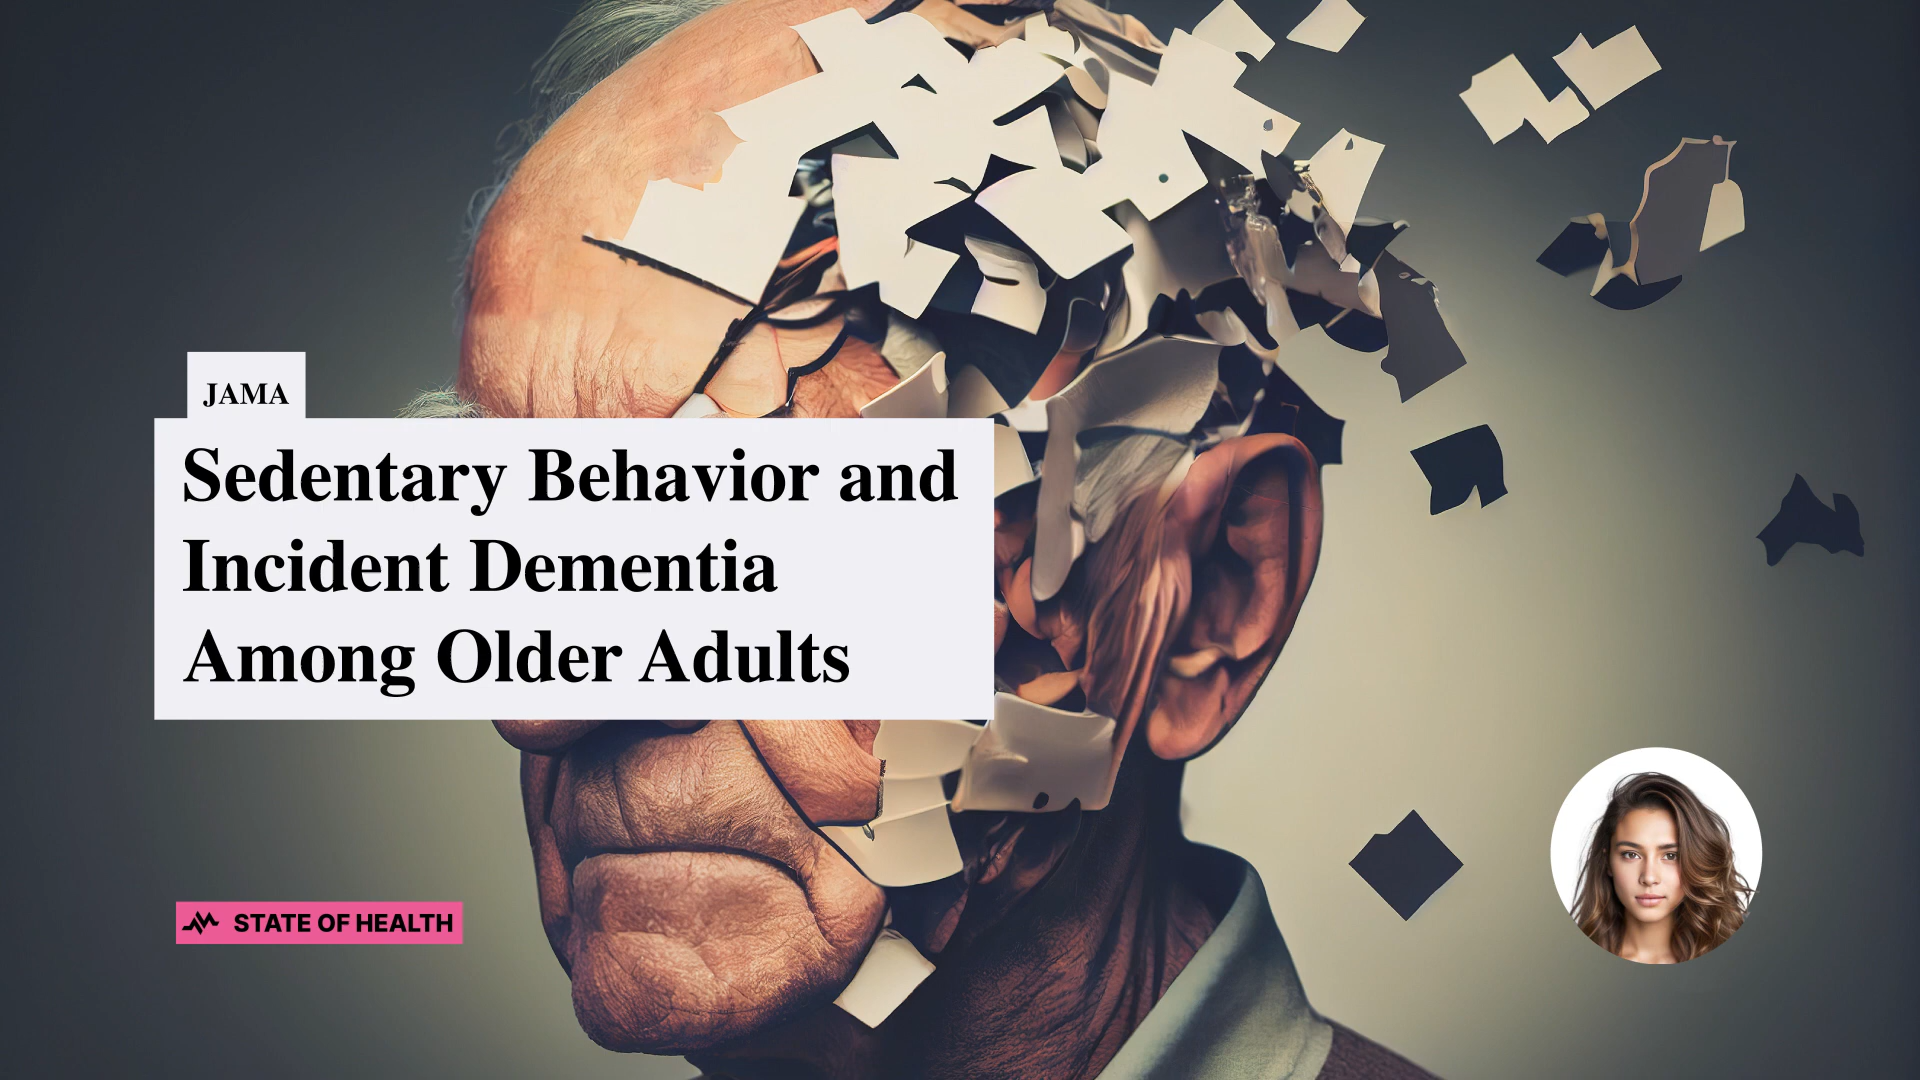 JAMA
Sedentary Behavior and
Incident Dementia
Among Older Adults
STATE OF HEALTH